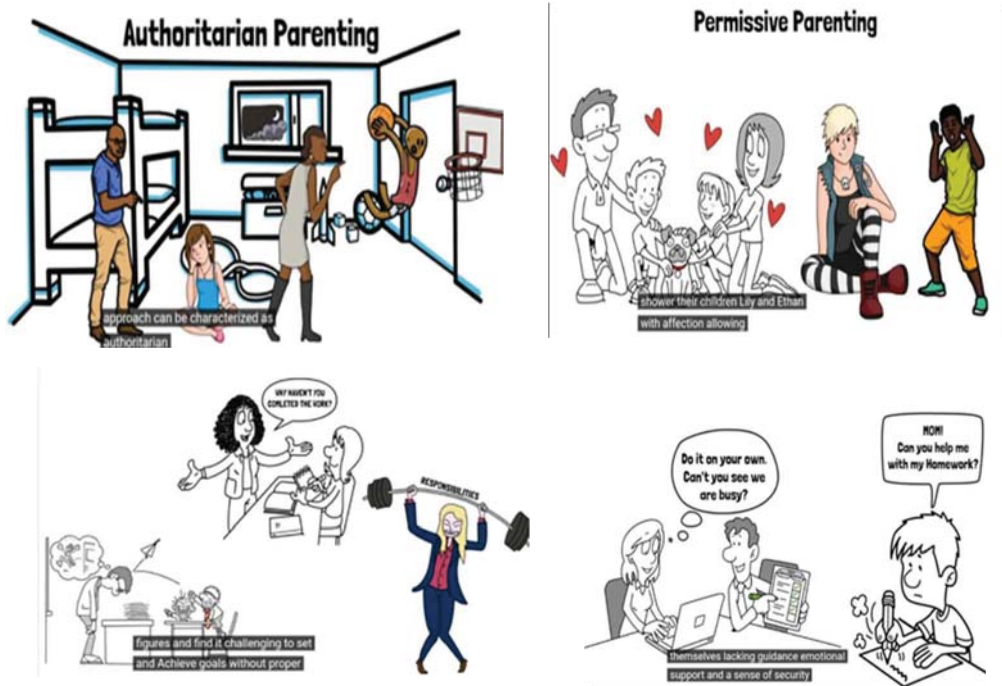 Authoritarian Parenting
approach can be characterized as
authoritarian
Permissive Parenting
shower their children Lily and Ethan
with affection allowing
WHY HAVEN'T YOU
COMLETED THE WORK?
RESPONSIBILITIES
figures and find it challenging to set
and Achieve goals without proper
Do it on your own.
Can't you see we
are busy?
MOM!
Can you help me
with my Homework?
themselves lacking guidance emotional
support and a sense of security